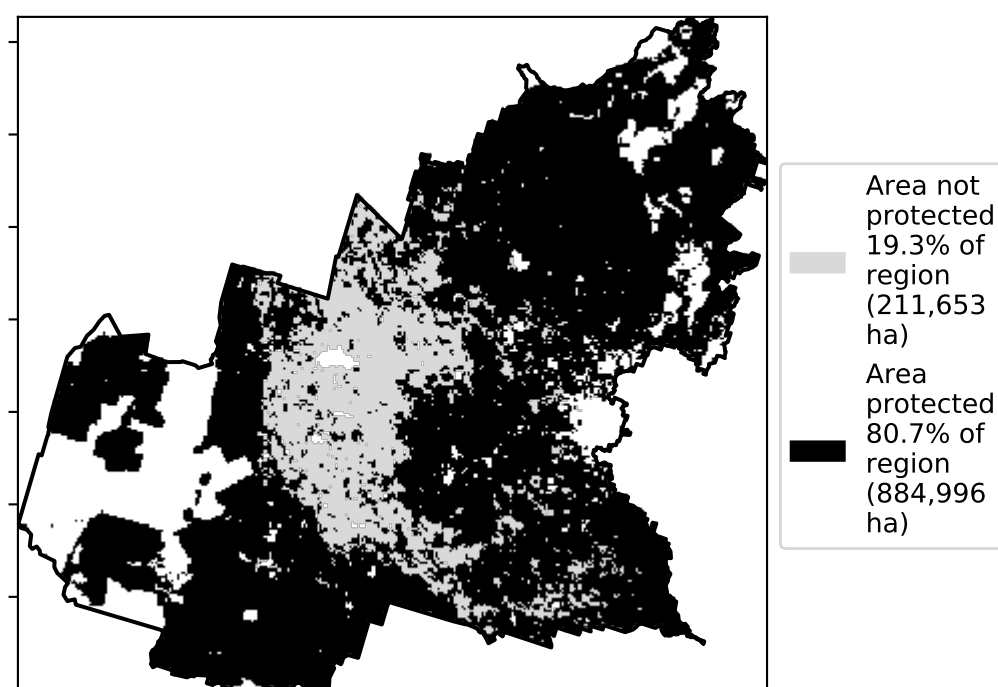 Area not
protected
19.3% of
region
(211,653
ha)
Area
protected
80.7% of
region
(884,996
ha)